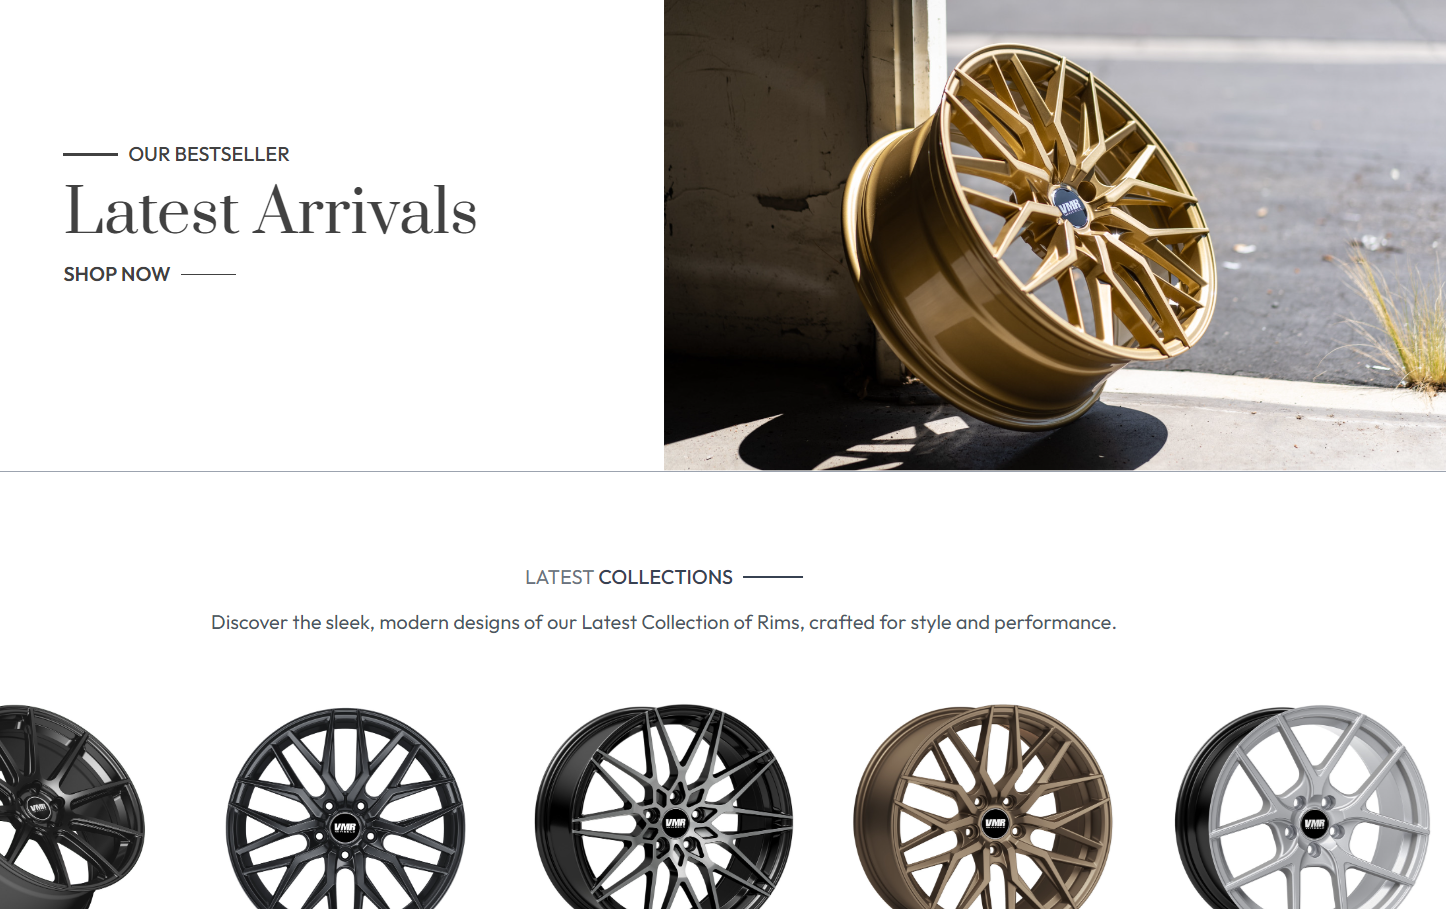 OUR BESTSELLER
Latest Arrivals
SHOP NOW
VMR
LATEST COLLECTIONS
Discover the sleek, modern designs of our Latest Collection of Rims, crafted for style and performance.
VMR
VMR
VMR
VMR
VMR